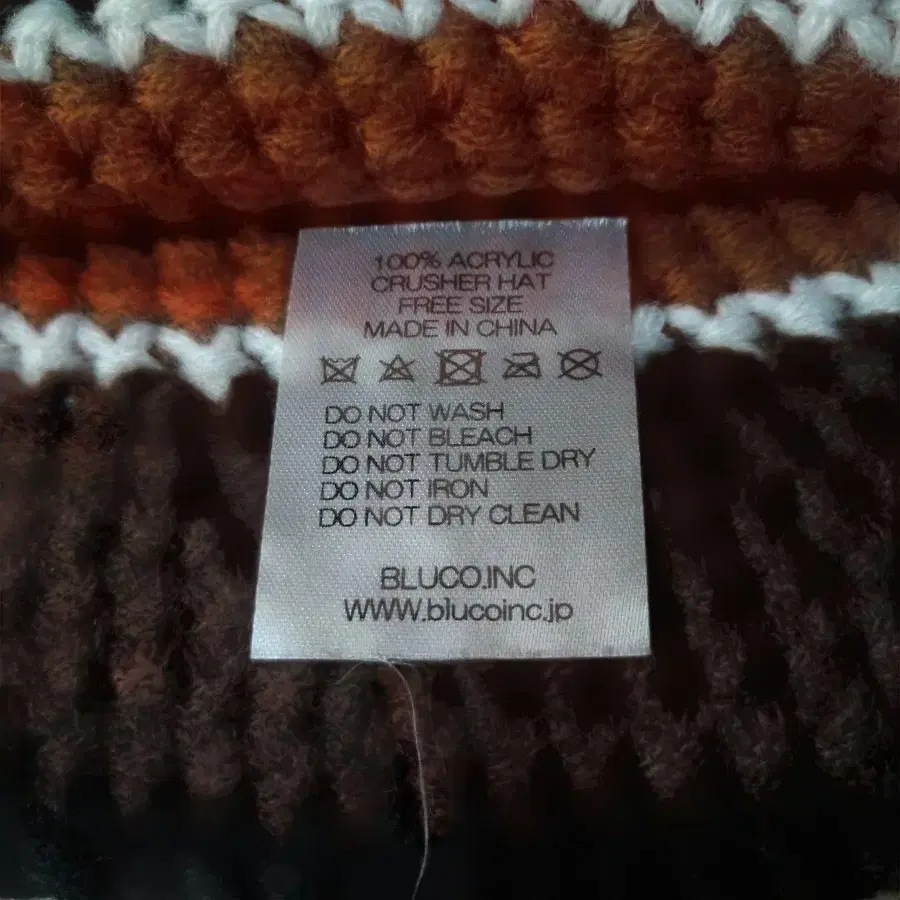 100% ACRYLIC
CRUSHER HAT
FREE SIZE
MADE IN CHINA
DO NOT WASH
DO NOT BLEACH
DO NOT TUMBLE DRY
DO NOT IRON
DO NOT DRY CLEAN
BLUCO.INC
WWW.blucoinc.jp